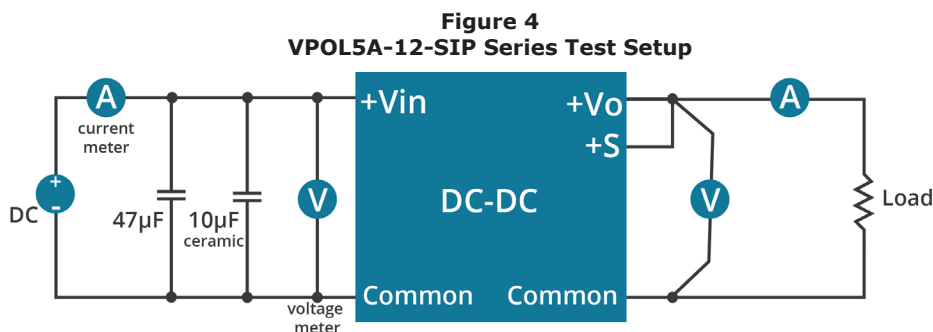 Figure 4
VPOL5A-12-SIP Series Test Setup
A
current
meter
+Vin
+Vo
+S
A
+
-
DC
47µF
10µF
ceramic
V
DC-DC
V
Load
Common
Common
voltage
meter